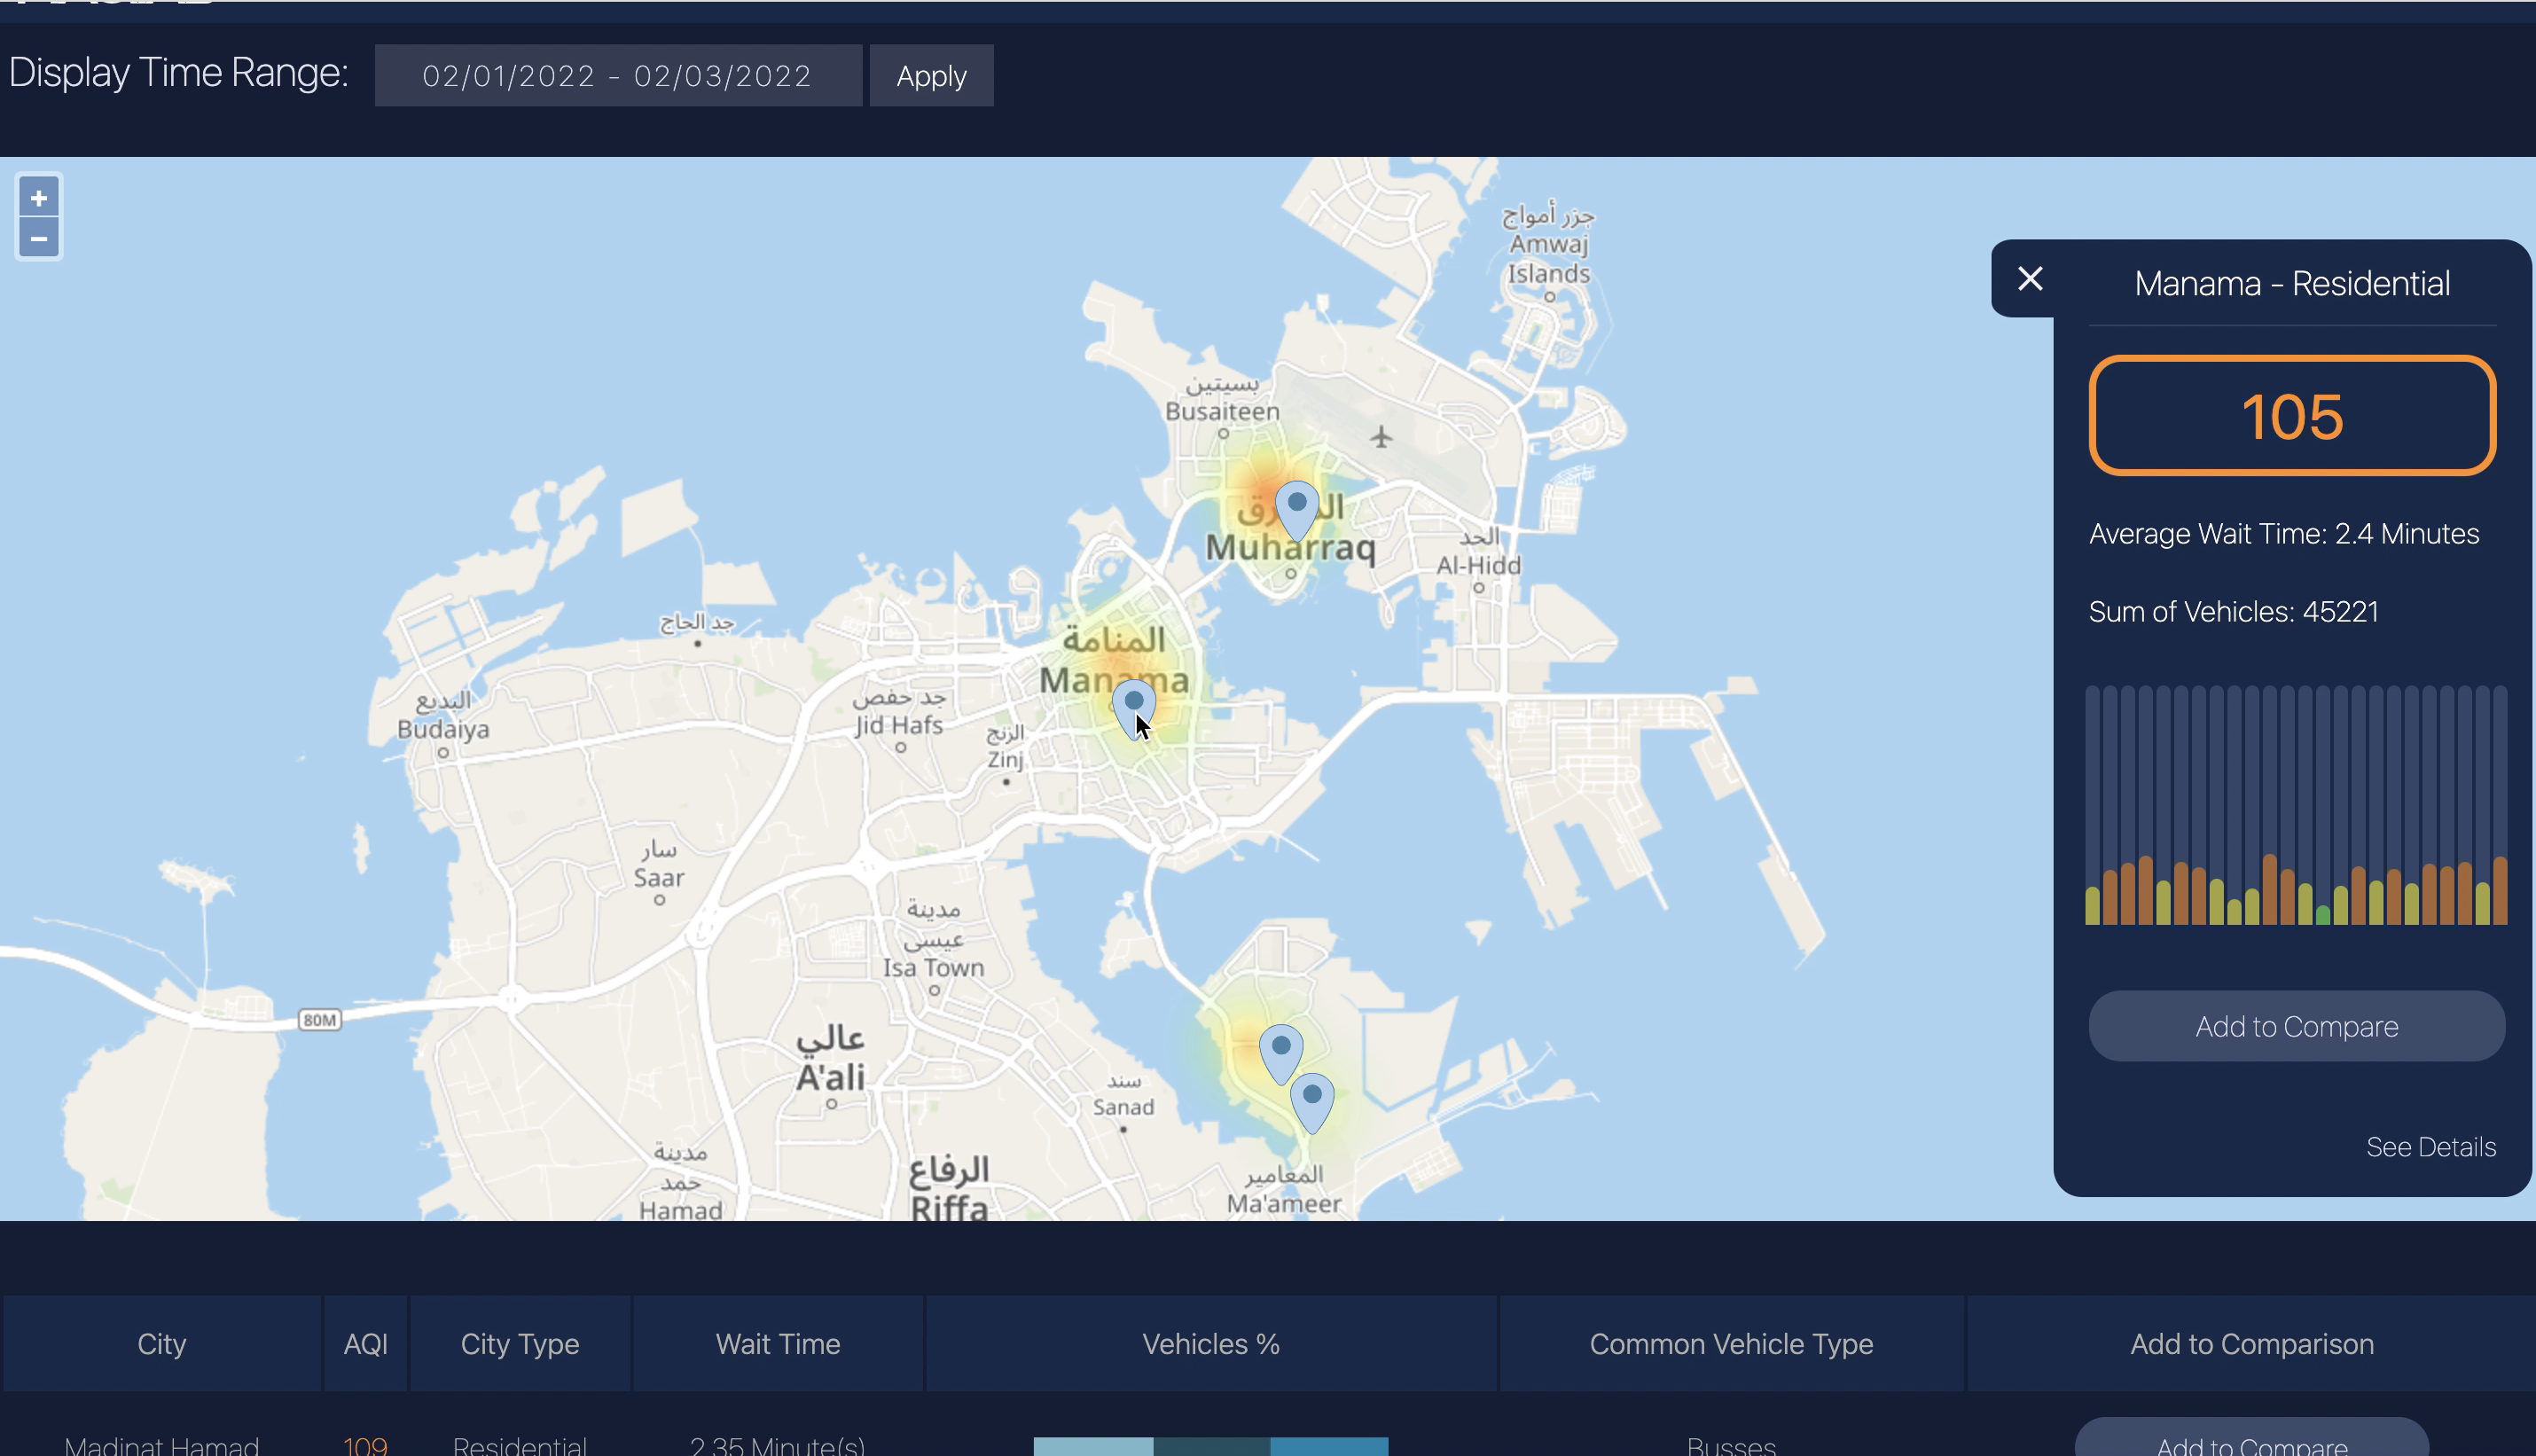 Display Time Range:
02/01/2022 - 02/03/2022
Apply
+
−
جزر أمواج
Amwaj
Islands
Manama - Residential
105
Average Wait Time: 2.4 Minutes
Sum of Vehicles: 45221
Add to Compare
See Details
بسيتين
Busaiteen
Muharraq
الحد
Al-Hidd
جد الحاج
المنامة
Manama
البديع
Budaiya
جد حفص
Jid Hafs
الزنج
Zinj
سار
Saar
مدينة
عيسى
Isa Town
80M
عالي
A'ali
سند
Sanad
مدينة
حمد
Hamad
الرفاع
Riffa
المعامير
Ma'ameer
City
AQI
City Type
Wait Time
Vehicles %
Common Vehicle Type
Add to Comparison
Madinat Hamad
109
Residential
2.35 Minute(s)
Busses
Add to Compare